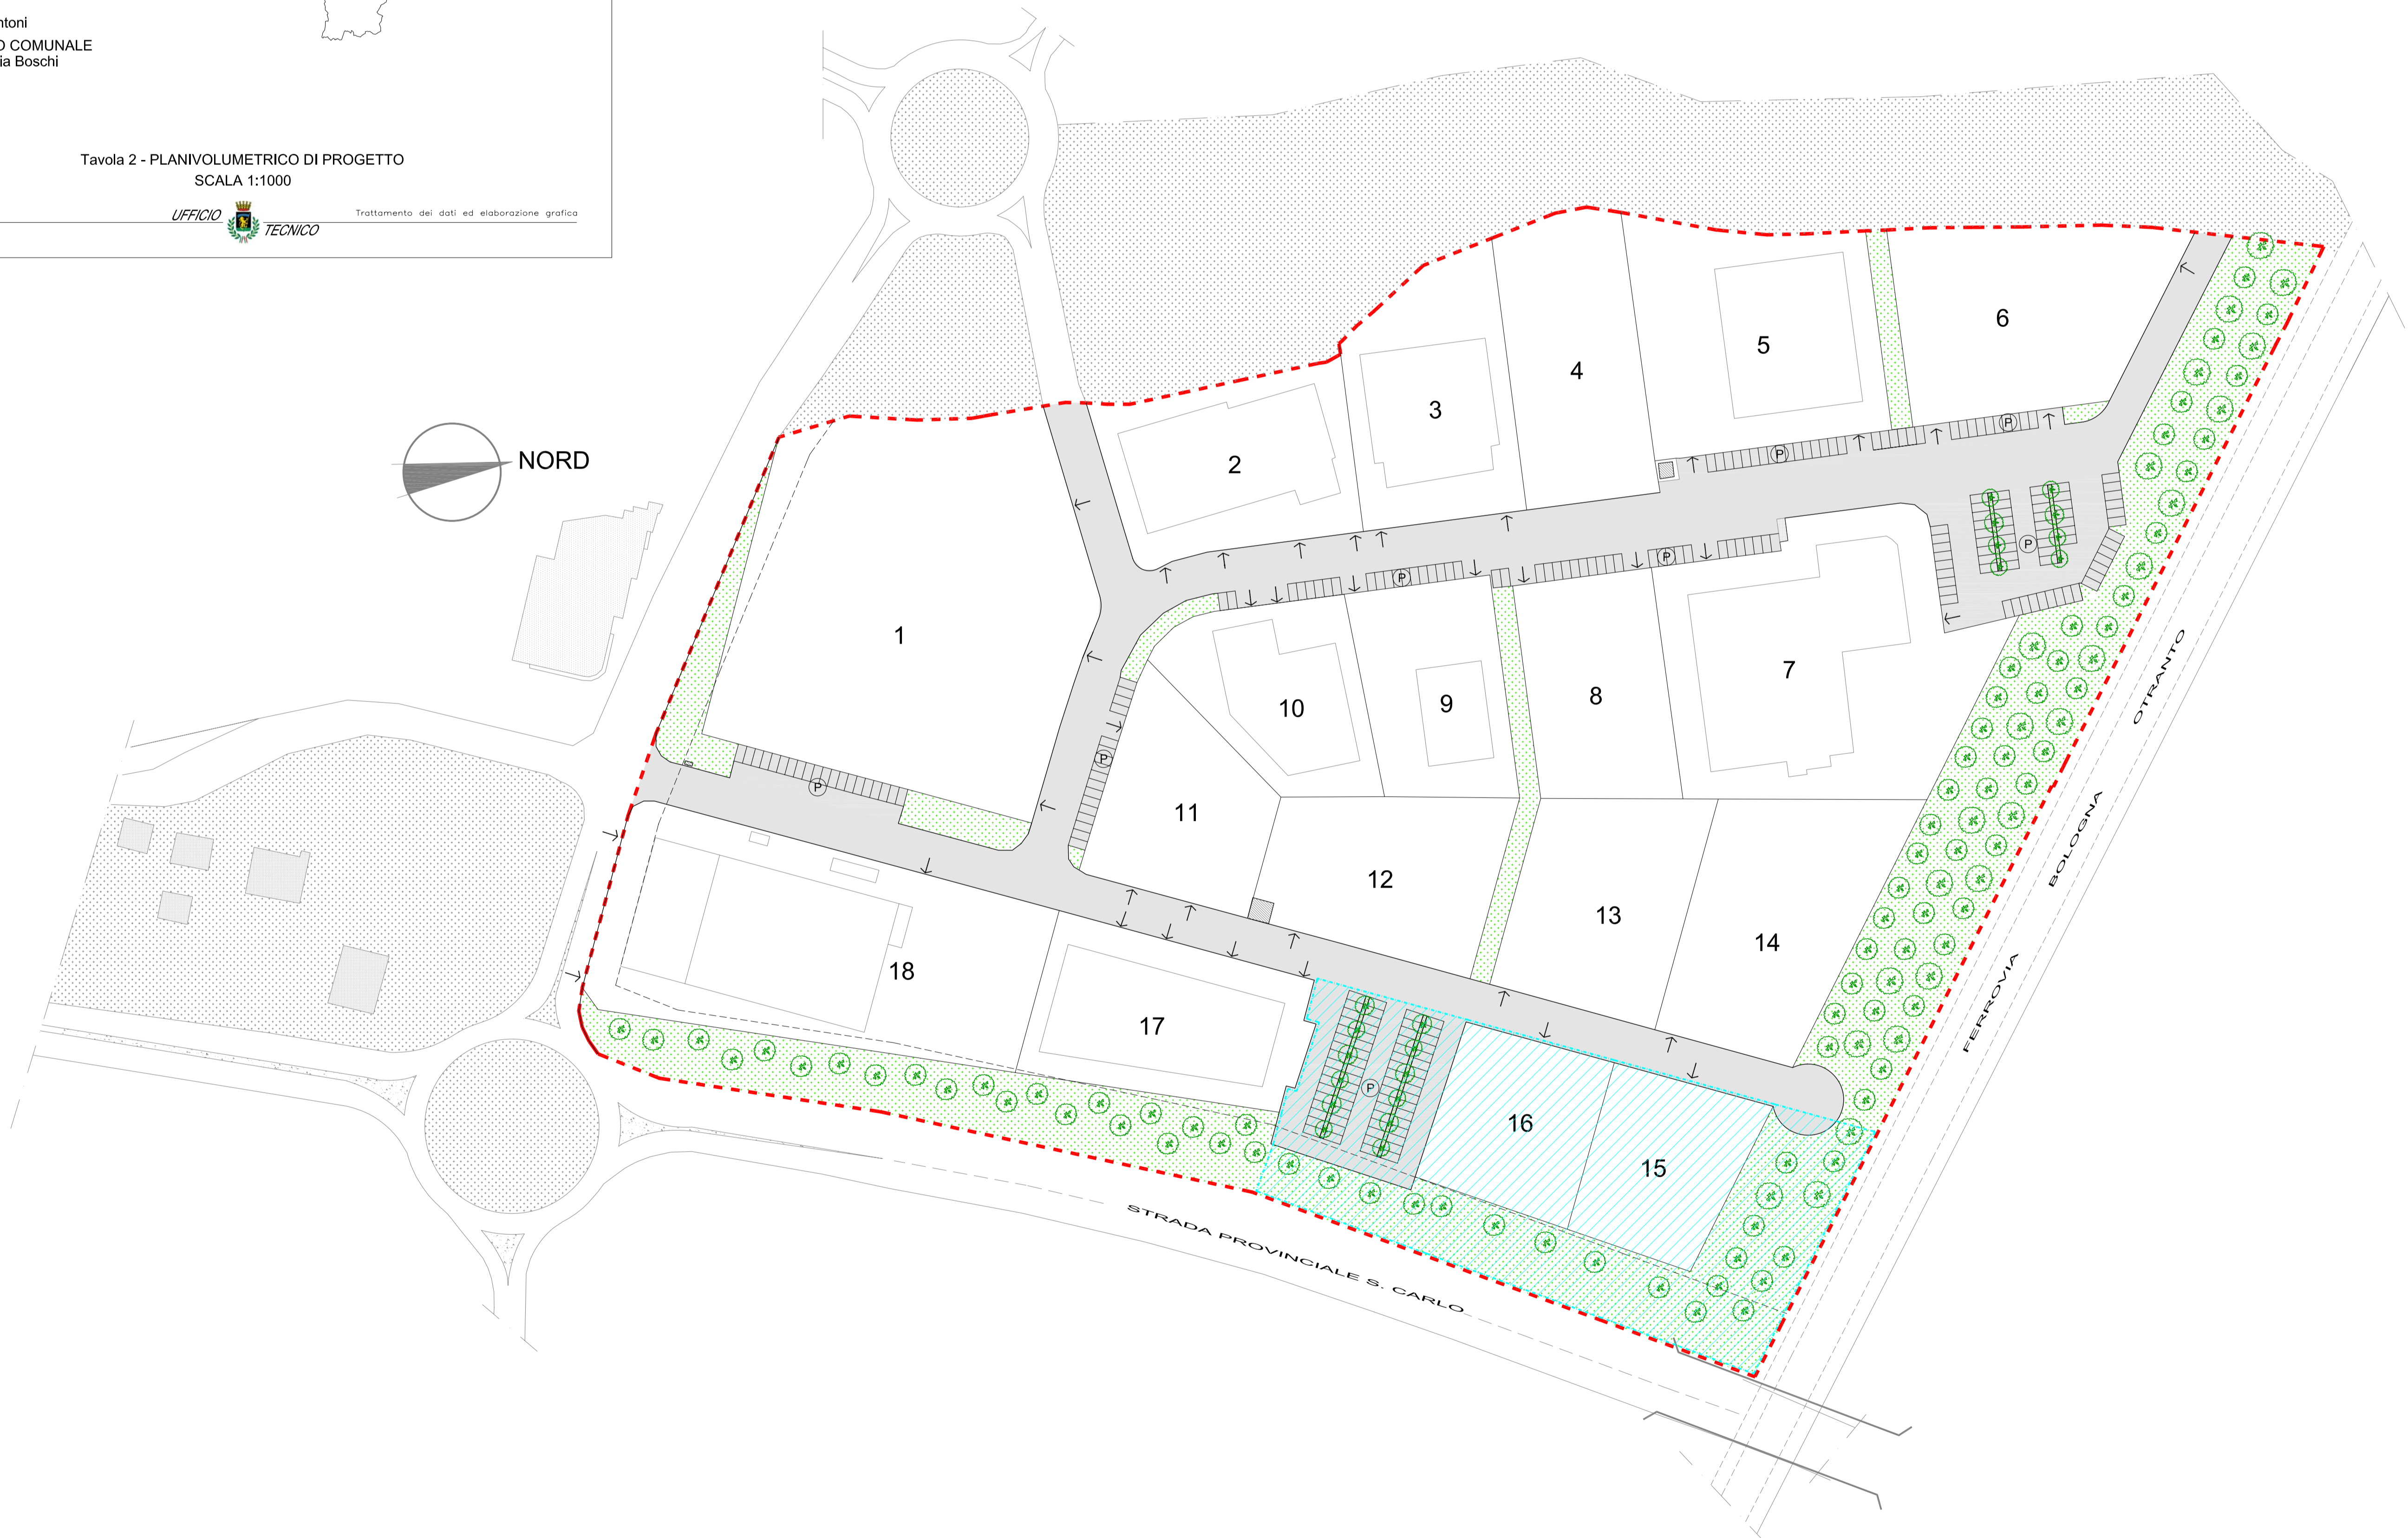 COMUNALE
Boschi
Tavola 2 - PLANIVOLUMETRICO DI PROGETTO
SCALA 1:1000
UFFICIO
TECNICO
Trattamento dei dati ed elaborazione grafica
NORD
1
2
3
4
5
6
7
8
9
10
11
12
13
14
15
16
17
18
P
P
P
P
P
P
P
P
STRADA PROVINCIALE S. CARLO
FERROVIA BOLOGNA OTRANTO